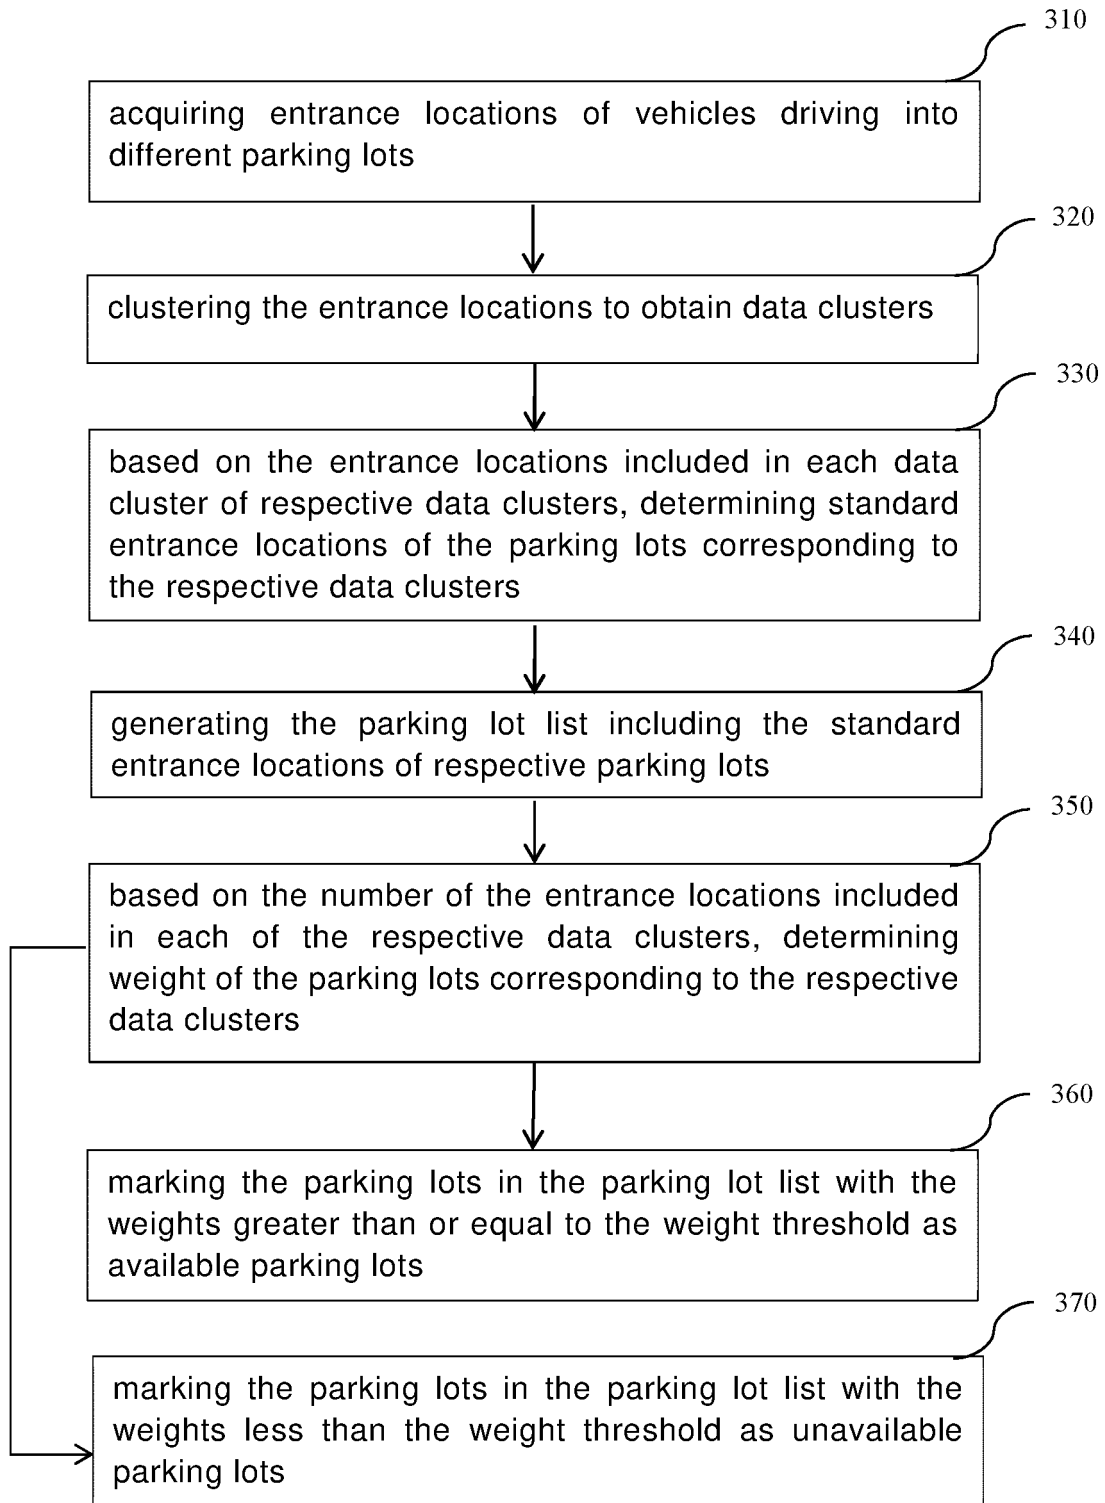 310
acquiring entrance locations of vehicles driving into
different parking lots
320
clustering the entrance locations to obtain data clusters
330
based on the entrance locations included in each data
cluster of respective data clusters, determining standard
entrance locations of the parking lots corresponding to
the respective data clusters
340
generating the parking lot list including the standard
entrance locations of respective parking lots
350
based on the number of the entrance locations included
in each of the respective data clusters, determining
weight of the parking lots corresponding to the respective
data clusters
360
marking the parking lots in the parking lot list with the
weights greater than or equal to the weight threshold as
available parking lots
370
marking the parking lots in the parking lot list with the
weights less than the weight threshold as unavailable
parking lots